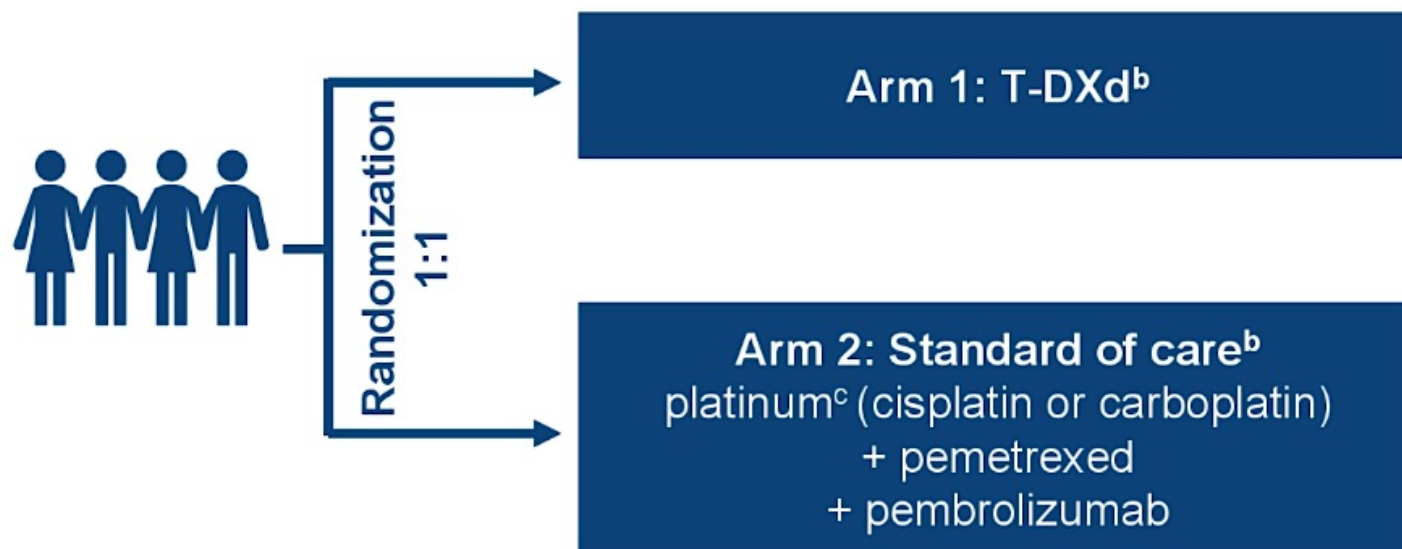 Randomization
1:1
Arm 1: T-DXdᵇ
Arm 2: Standard of careᵇ
platinumᶜ (cisplatin or carboplatin)
+ pemetrexed
+ pembrolizumab